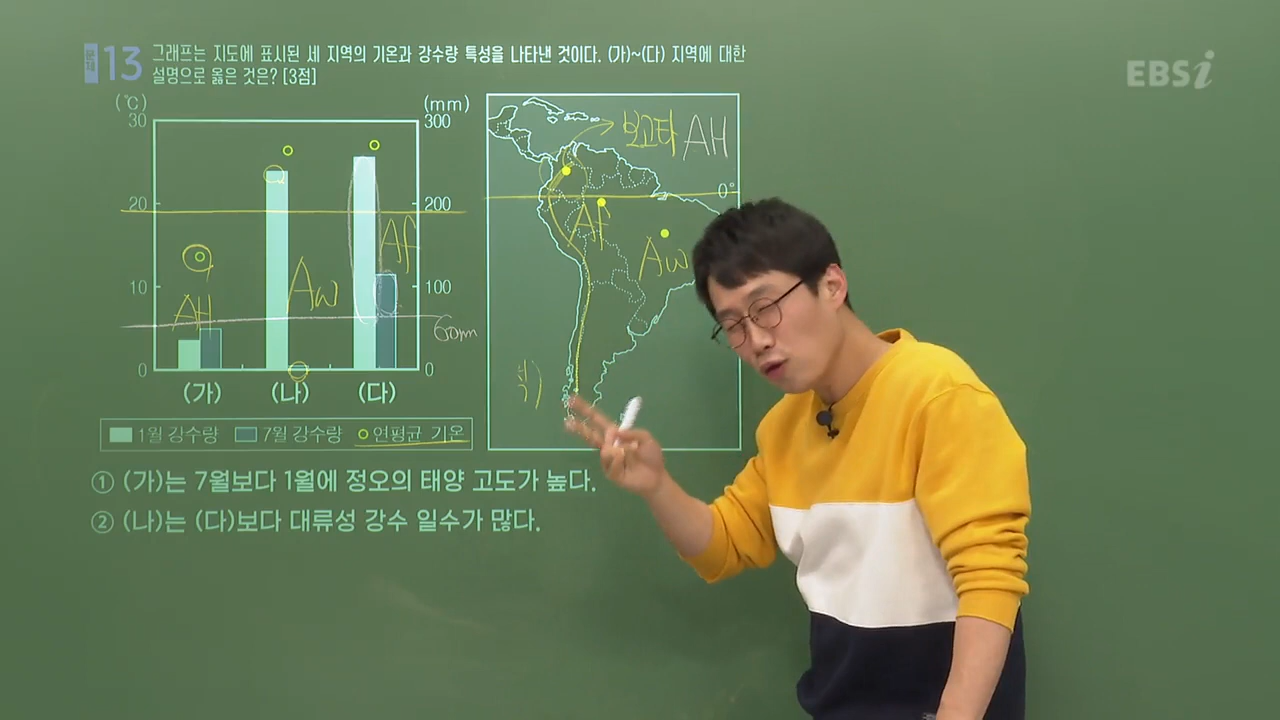 문제 13 그래프는 지도에 표시된 세 지역의 기온과 강수량 특성을 나타낸 것이다. (가)~(다) 지역에 대한
설명으로 옳은 것은? [3점]
EBSi
(℃) (mm)
30 300
보고타 AH
20 200
0°
Af
Af
Aw
10 100
Aw
AH
60mm
0 0
(가) (나) (다)
1월 강수량 7월 강수량 연평균 기온
① (가)는 7월보다 1월에 정오의 태양 고도가 높다.
② (나)는 (다)보다 대류성 강수 일수가 많다.